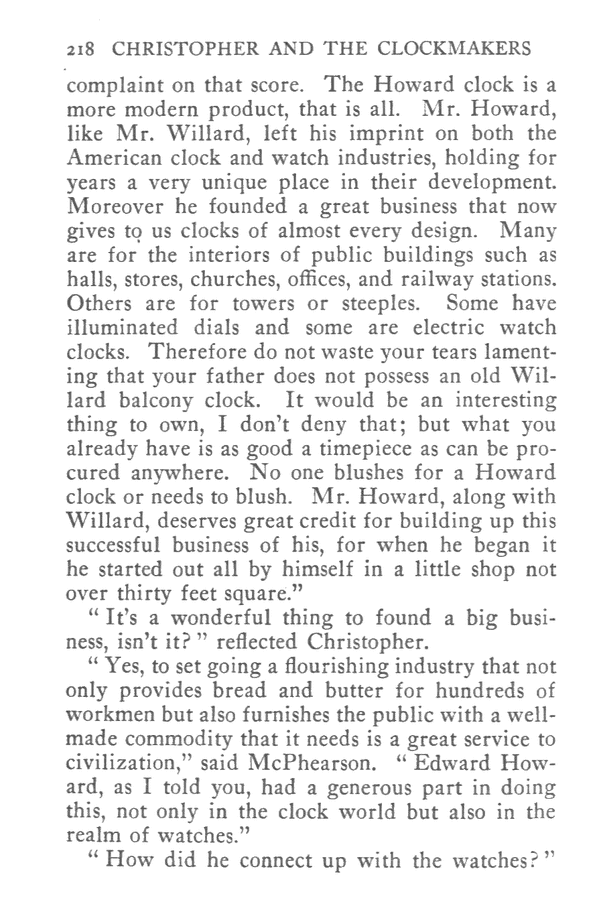 218 CHRISTOPHER AND THE CLOCKMAKERS
complaint on that score. The Howard clock is a
more modern product, that is all. Mr. Howard,
like Mr. Willard, left his imprint on both the
American clock and watch industries, holding for
years a very unique place in their development.
Moreover he founded a great business that now
gives to us clocks of almost every design. Many
are for the interiors of public buildings such as
halls, stores, churches, offices, and railway stations.
Others are for towers or steeples. Some have
illuminated dials and some are electric watch
clocks. Therefore do not waste your tears lament-
ing that your father does not possess an old Wil-
lard balcony clock. It would be an interesting
thing to own, I don't deny that; but what you
already have is as good a timepiece as can be pro-
cured anywhere. No one blushes for a Howard
clock or needs to blush. Mr. Howard, along with
Willard, deserves great credit for building up this
successful business of his, for when he began it
he started out all by himself in a little shop not
over thirty feet square.”
“ It's a wonderful thing to found a big busi-
ness, isn't it? ” reflected Christopher.
“ Yes, to set going a flourishing industry that not
only provides bread and butter for hundreds of
workmen but also furnishes the public with a well-
made commodity that it needs is a great service to
civilization,” said McPhearson. “ Edward How-
ard, as I told you, had a generous part in doing
this, not only in the clock world but also in the
realm of watches.”
“ How did he connect up with the watches? ”